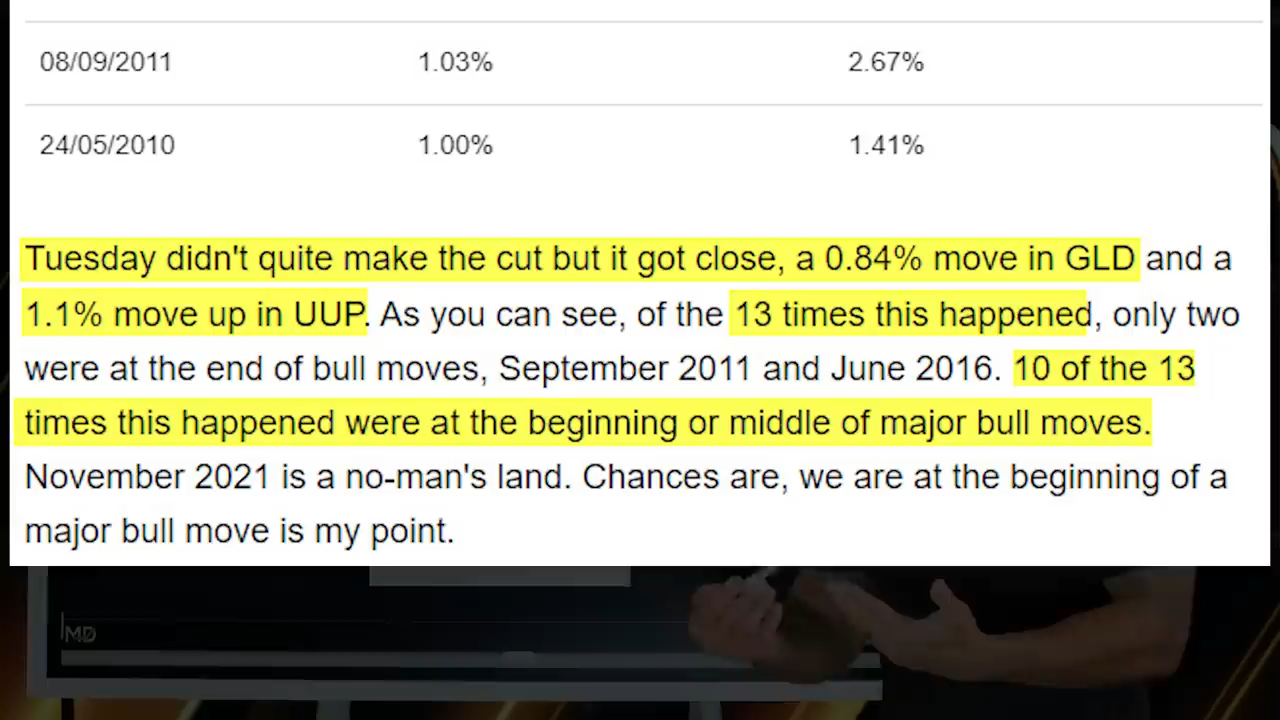 08/09/2011 1.03% 2.67%
24/05/2010 1.00% 1.41%
Tuesday didn't quite make the cut but it got close, a 0.84% move in GLD and a
1.1% move up in UUP. As you can see, of the 13 times this happened, only two
were at the end of bull moves, September 2011 and June 2016. 10 of the 13
times this happened were at the beginning or middle of major bull moves.
November 2021 is a no-man's land. Chances are, we are at the beginning of a
major bull move is my point.
MD